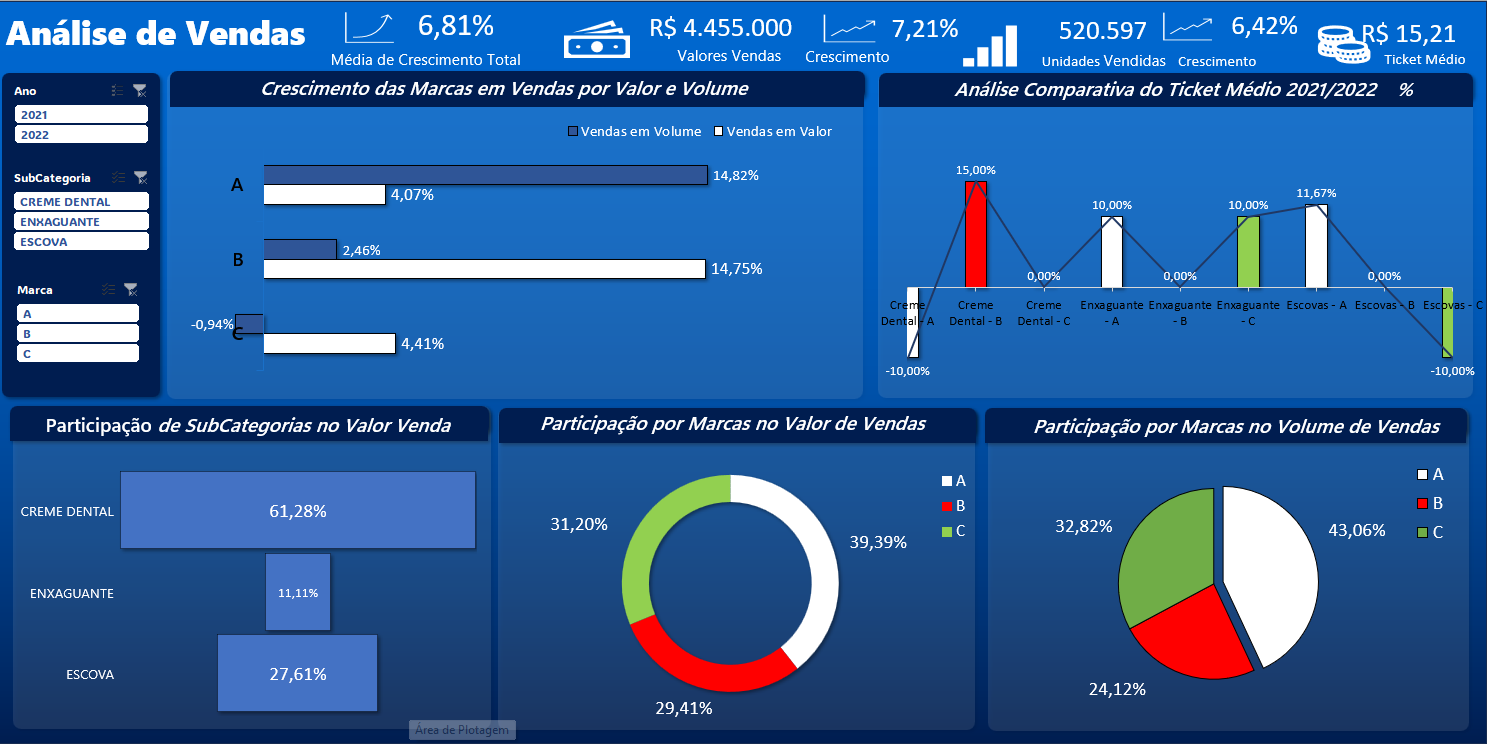 Análise de Vendas
6,81%
Média de Crescimento Total
R$ 4.455.000
Valores Vendas
7,21%
Crescimento
520.597
Unidades Vendidas
6,42%
Crescimento
R$ 15,21
Ticket Médio
Ano
2021
2022
SubCategoria
CREME DENTAL
ENXAGUANTE
ESCOVA
Marca
A
B
C
Crescimento das Marcas em Vendas por Valor e Volume
Vendas em Volume
Vendas em Valor
A
14,82%
4,07%
B
2,46%
14,75%
C
-0,94%
4,41%
Análise Comparativa do Ticket Médio 2021/2022 %
15,00%
10,00%
10,00%
11,67%
0,00%
0,00%
0,00%
Creme
Dental - A
Creme
Dental - B
Creme
Dental - C
Enxaguante
- A
Enxaguante
- B
Enxaguante
- C
Escovas - A
Escovas - B
Escovas - C
-10,00%
-10,00%
Participação de SubCategorias no Valor Venda
CREME DENTAL
61,28%
ENXAGUANTE
11,11%
ESCOVA
27,61%
Área de Plotagem
Participação por Marcas no Valor de Vendas
A
B
C
31,20%
39,39%
29,41%
Participação por Marcas no Volume de Vendas
A
B
C
32,82%
43,06%
24,12%